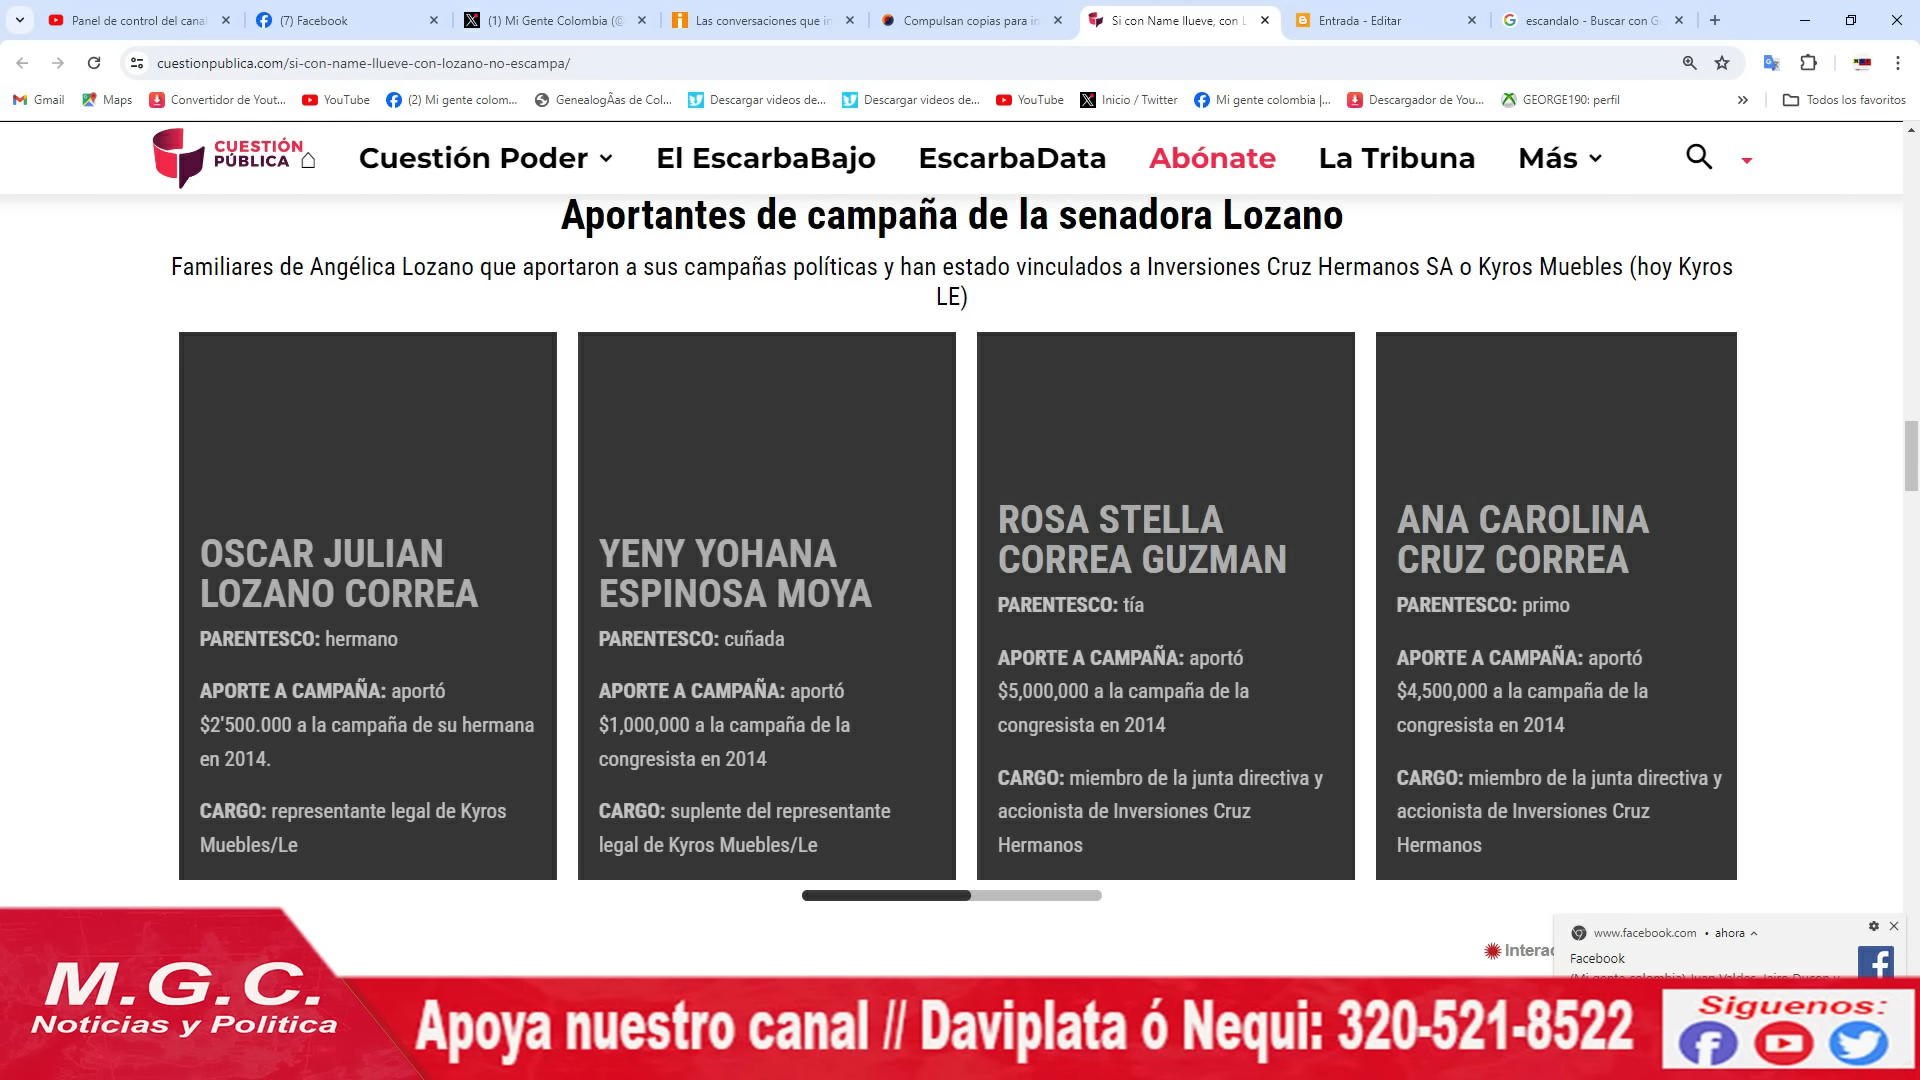 Panel de control del canal
(7) Facebook
(1) Mi Gente Colombia (@
Las conversaciones que in
Compulsan copias para in
Si con Name llueve, con L
Entrada - Editar
escandalo - Buscar con G
cuestionpublica.com/si-con-name-llueve-con-lozano-no-escampa/
Gmail
Maps
Convertidor de Yout...
YouTube
(2) Mi gente colom...
GenealogÃas de Col...
Descargar videos de...
Descargar videos de...
YouTube
Inicio / Twitter
Mi gente colombia |...
Descargador de You...
GEORGE190: perfil
Todos los favoritos
CUESTIÓN
PÚBLICA
Cuestión Poder
El EscarbaBajo
EscarbaData
Abónate
La Tribuna
Más
Aportantes de campaña de la senadora Lozano
Familiares de Angélica Lozano que aportaron a sus campañas políticas y han estado vinculados a Inversiones Cruz Hermanos SA o Kyros Muebles (hoy Kyros
LE)
OSCAR JULIAN
LOZANO CORREA
PARENTESCO: hermano
APORTE A CAMPAÑA: aportó
$2'500.000 a la campaña de su hermana
en 2014.
CARGO: representante legal de Kyros
Muebles/Le
YENY YOHANA
ESPINOSA MOYA
PARENTESCO: cuñada
APORTE A CAMPAÑA: aportó
$1,000,000 a la campaña de la
congresista en 2014
CARGO: suplente del representante
legal de Kyros Muebles/Le
ROSA STELLA
CORREA GUZMAN
PARENTESCO: tía
APORTE A CAMPAÑA: aportó
$5,000,000 a la campaña de la
congresista en 2014
CARGO: miembro de la junta directiva y
accionista de Inversiones Cruz
Hermanos
ANA CAROLINA
CRUZ CORREA
PARENTESCO: primo
APORTE A CAMPAÑA: aportó
$4,500,000 a la campaña de la
congresista en 2014
CARGO: miembro de la junta directiva y
accionista de Inversiones Cruz
Hermanos
Interac
www.facebook.com • ahora
Facebook
M.G.C.
Noticias y Politica
Apoya nuestro canal // Daviplata ó Nequi: 320-521-8522
Siguenos: